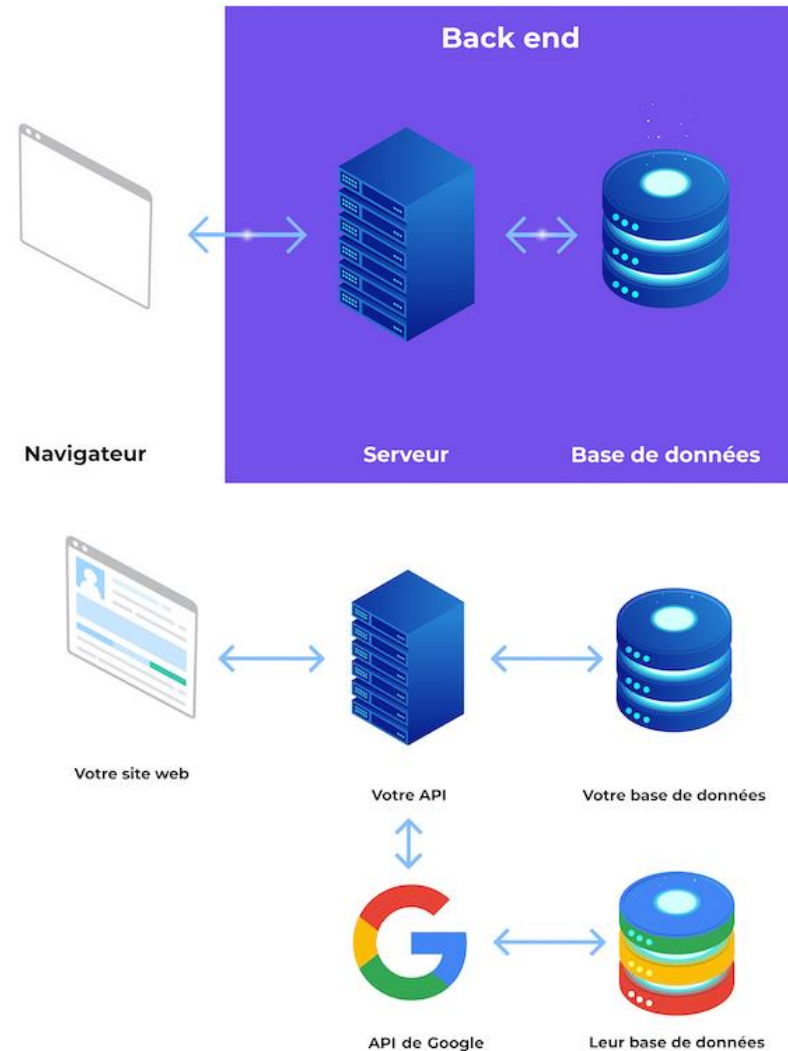 Back end
Navigateur
Serveur
Base de données
Votre site web
Votre API
Votre base de données
API de Google
Leur base de données